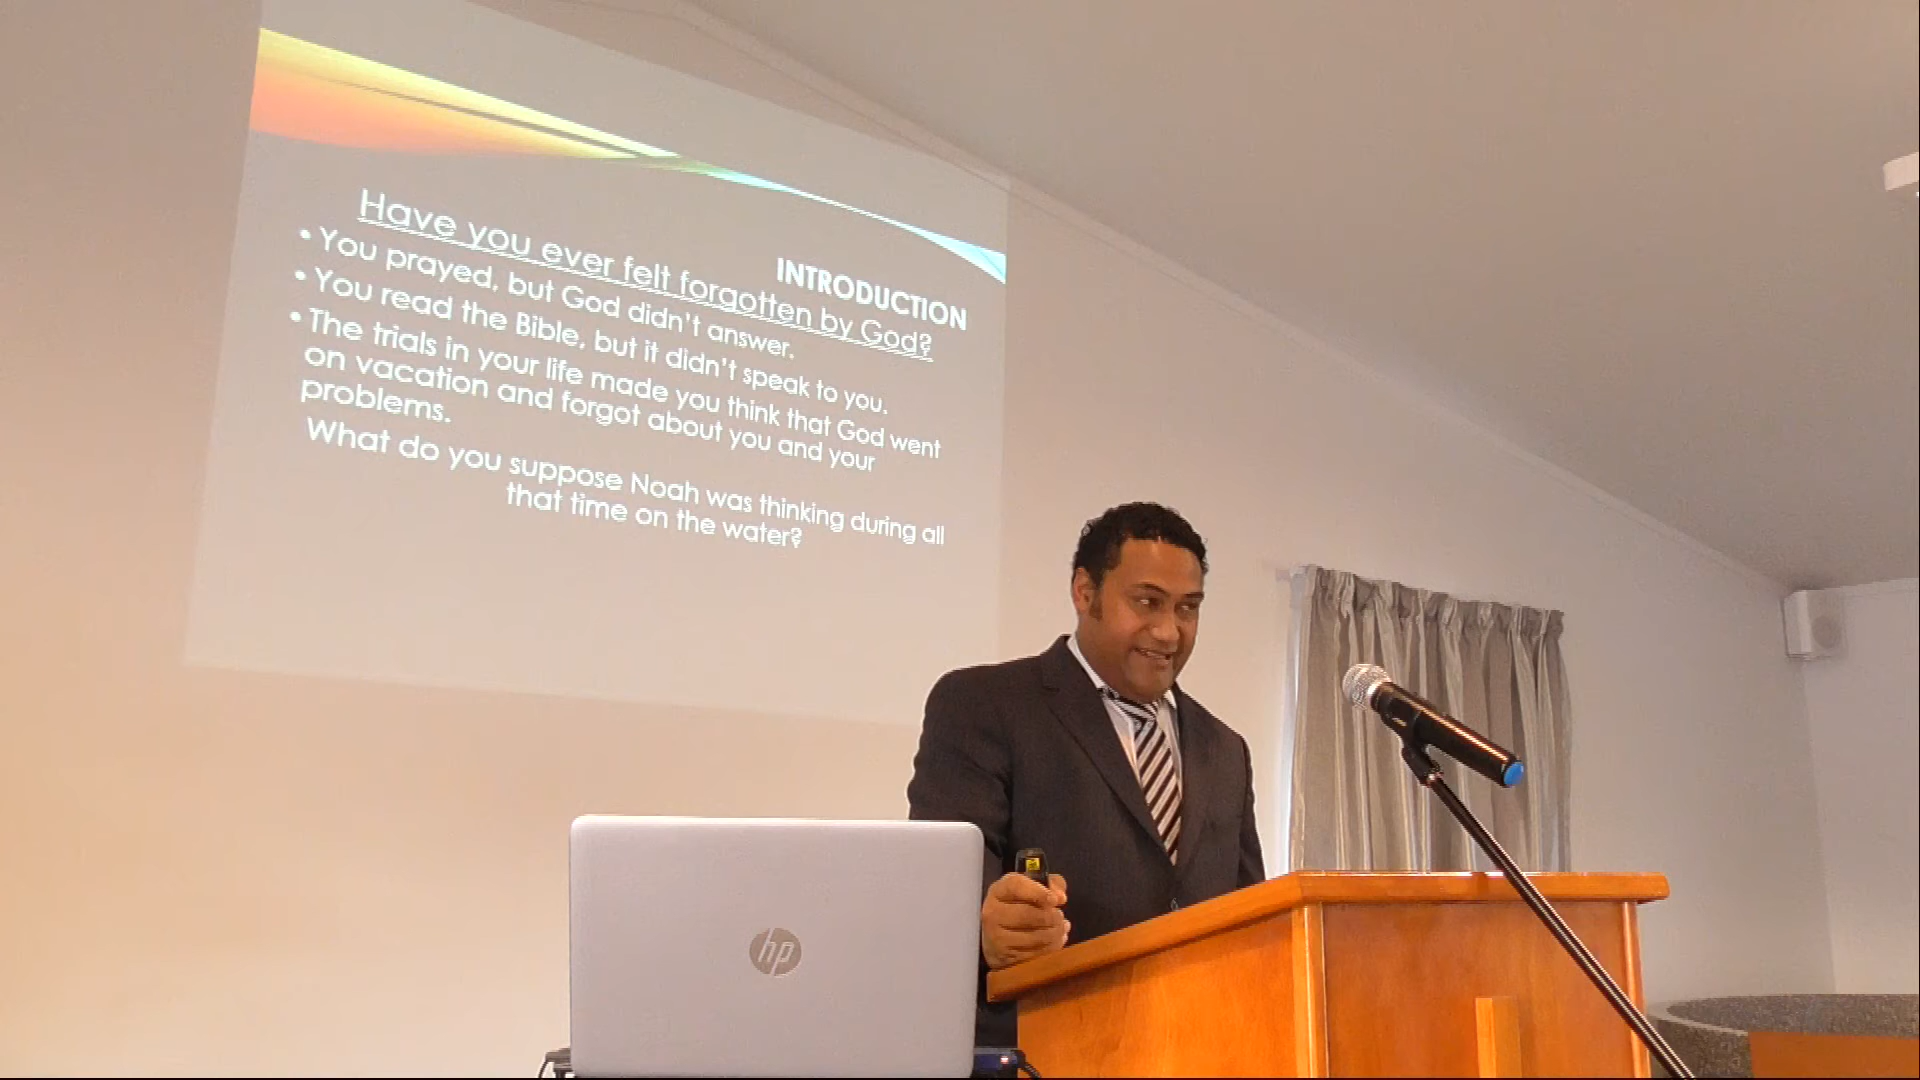 INTRODUCTION
Have you ever felt forgotten by God?
• You prayed, but God didn't answer.
• You read the Bible, but it didn't speak to you.
• The trials in your life made you think that God went
on vacation and forgot about you and your
problems.
What do you suppose Noah was thinking during all
that time on the water?
hp